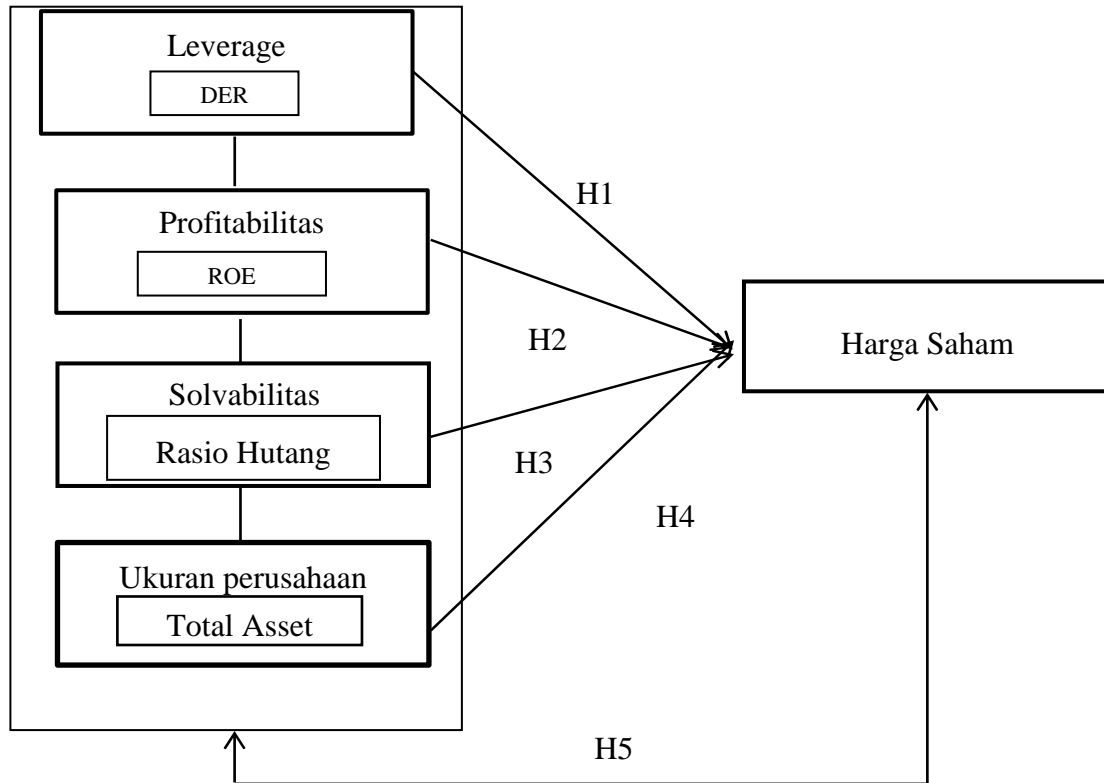 Leverage
DER
H1
Profitabilitas
ROE
Harga Saham
H2
Solvabilitas
Rasio Hutang
H3
H4
Ukuran perusahaan
Total Asset
H5